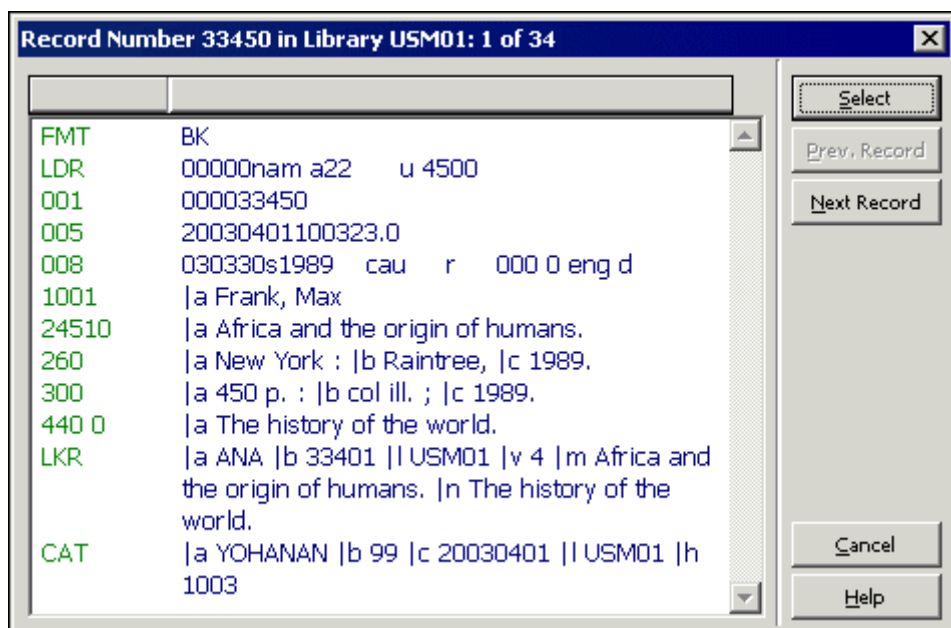 Record Number 33450 in Library USM01: 1 of 34
Select
Prev. Record
Next Record
FMT BK
LDR 00000nam a22 u 4500
001 000033450
005 20030401100323.0
008 030330s1989 cau r 000 0 eng d
1001 |a Frank, Max
24510 |a Africa and the origin of humans.
260 |a New York : |b Raintree, |c 1989.
300 |a 450 p. : |b col ill. ; |c 1989.
440 0 |a The history of the world.
LKR |a ANA |b 33401 |l USM01 |v 4 |m Africa and
the origin of humans. |n The history of the
world.
CAT |a YOHANAN |b 99 |c 20030401 |l USM01 |h
1003
Cancel
Help